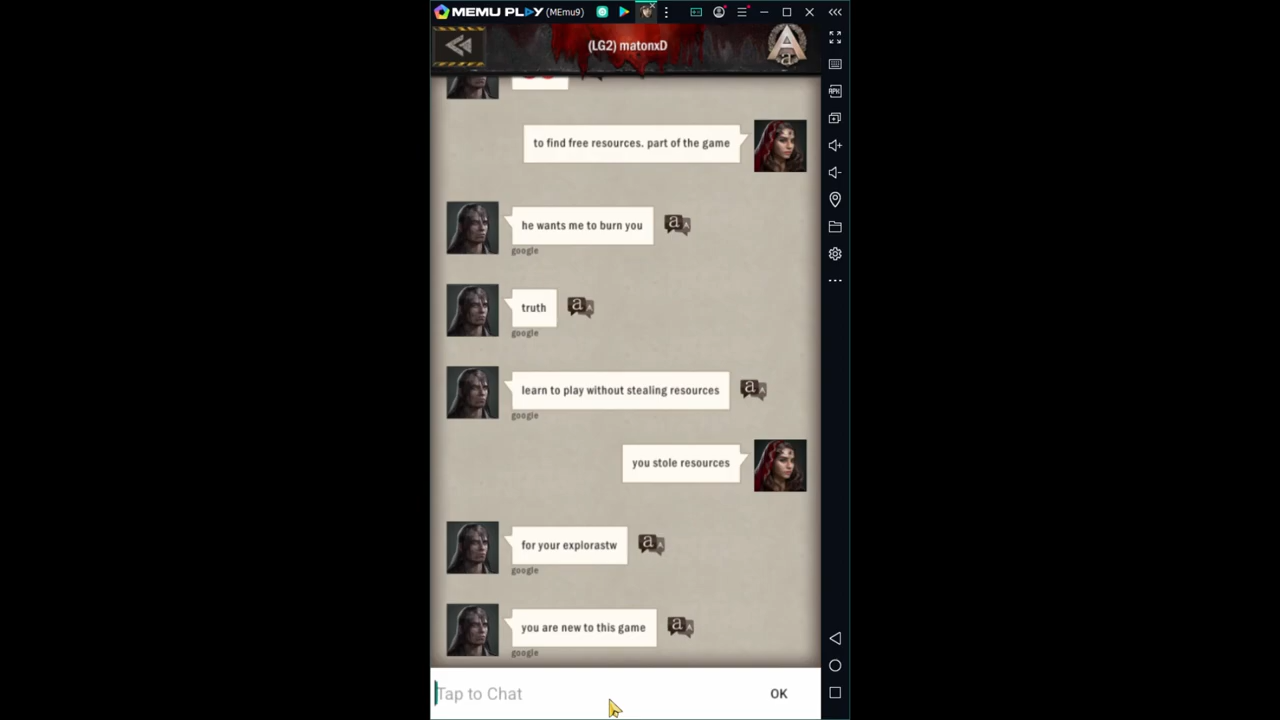 MEMU PLAY (MEmu9)
(LG2) matonxD
to find free resources. part of the game
he wants me to burn you
google
truth
google
learn to play without stealing resources
google
you stole resources
for your explorastw
google
you are new to this game
google
Tap to Chat
OK